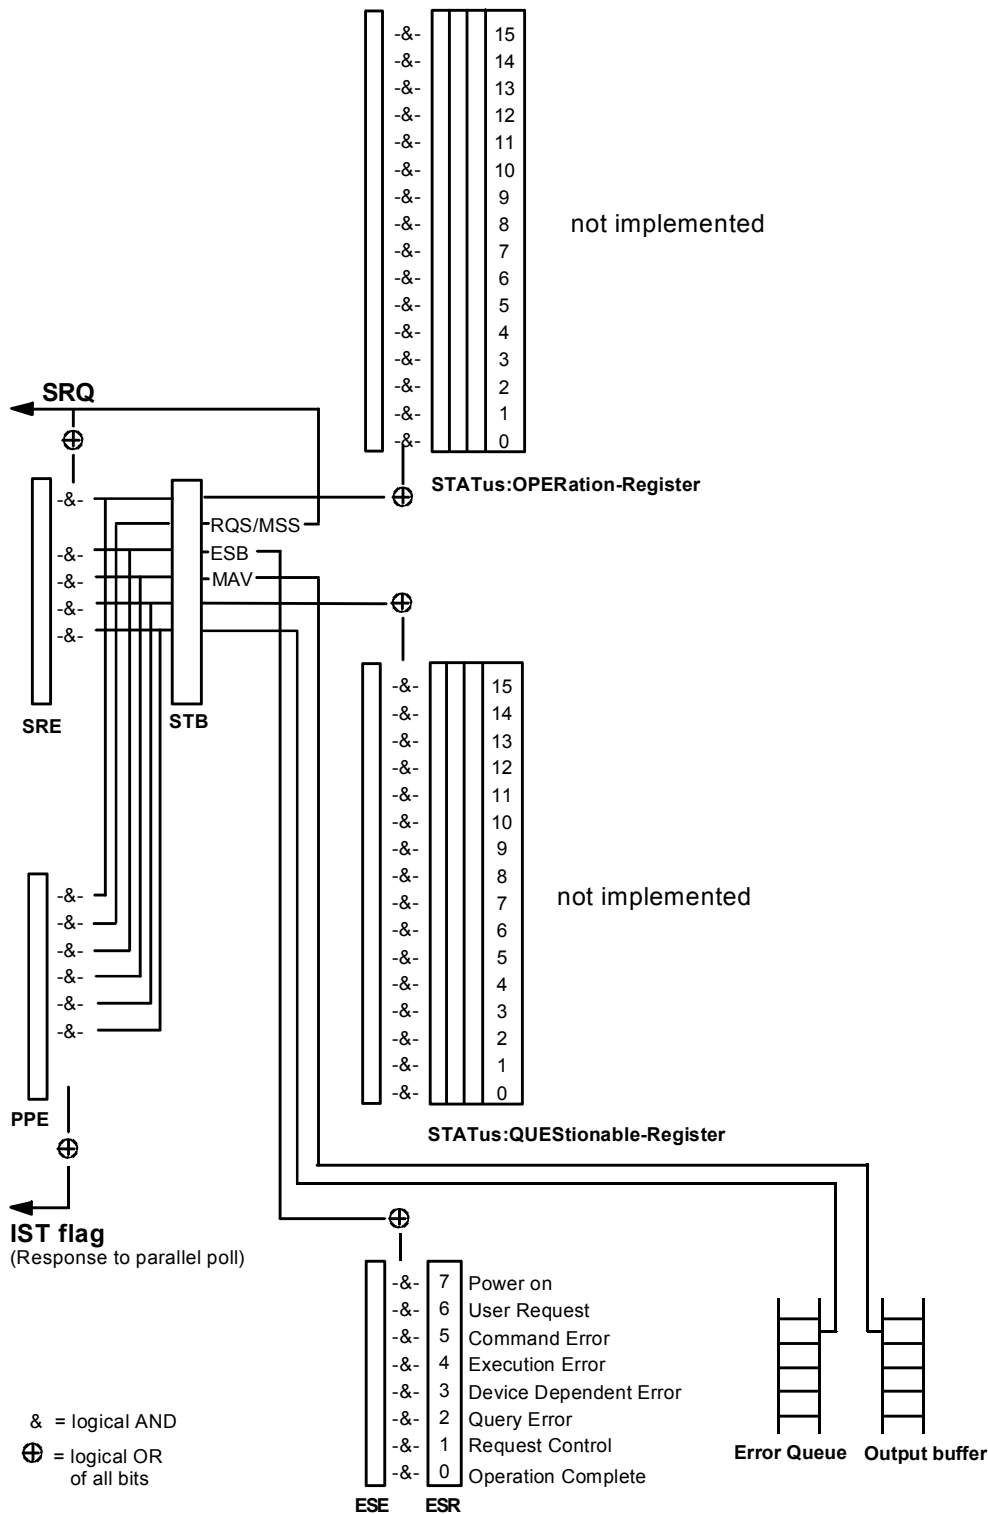 -&- 15
-&- 14
-&- 13
-&- 12
-&- 11
-&- 10
-&- 9
-&- 8
not implemented
-&- 7
-&- 6
-&- 5
-&- 4
-&- 3
-&- 2
-&- 1
-&- 0
SRQ
STATus:OPERation-Register
-&-
RQS/MSS
-&- ESB
-&- MAV
-&-
-&-
SRE
STB
-&- 15
-&- 14
-&- 13
-&- 12
-&- 11
-&- 10
-&- 9
-&- 8
-&- 7
not implemented
-&- 6
-&- 5
-&- 4
-&- 3
-&- 2
-&- 1
-&- 0
STATus:QUEStionable-Register
-&-
-&-
-&-
-&-
-&-
-&-
PPE
IST flag
(Response to parallel poll)
-&- 7 Power on
-&- 6 User Request
-&- 5 Command Error
-&- 4 Execution Error
-&- 3 Device Dependent Error
-&- 2 Query Error
-&- 1 Request Control
-&- 0 Operation Complete
ESE ESR
Error Queue
Output buffer
& = logical AND
⊕ = logical OR
of all bits